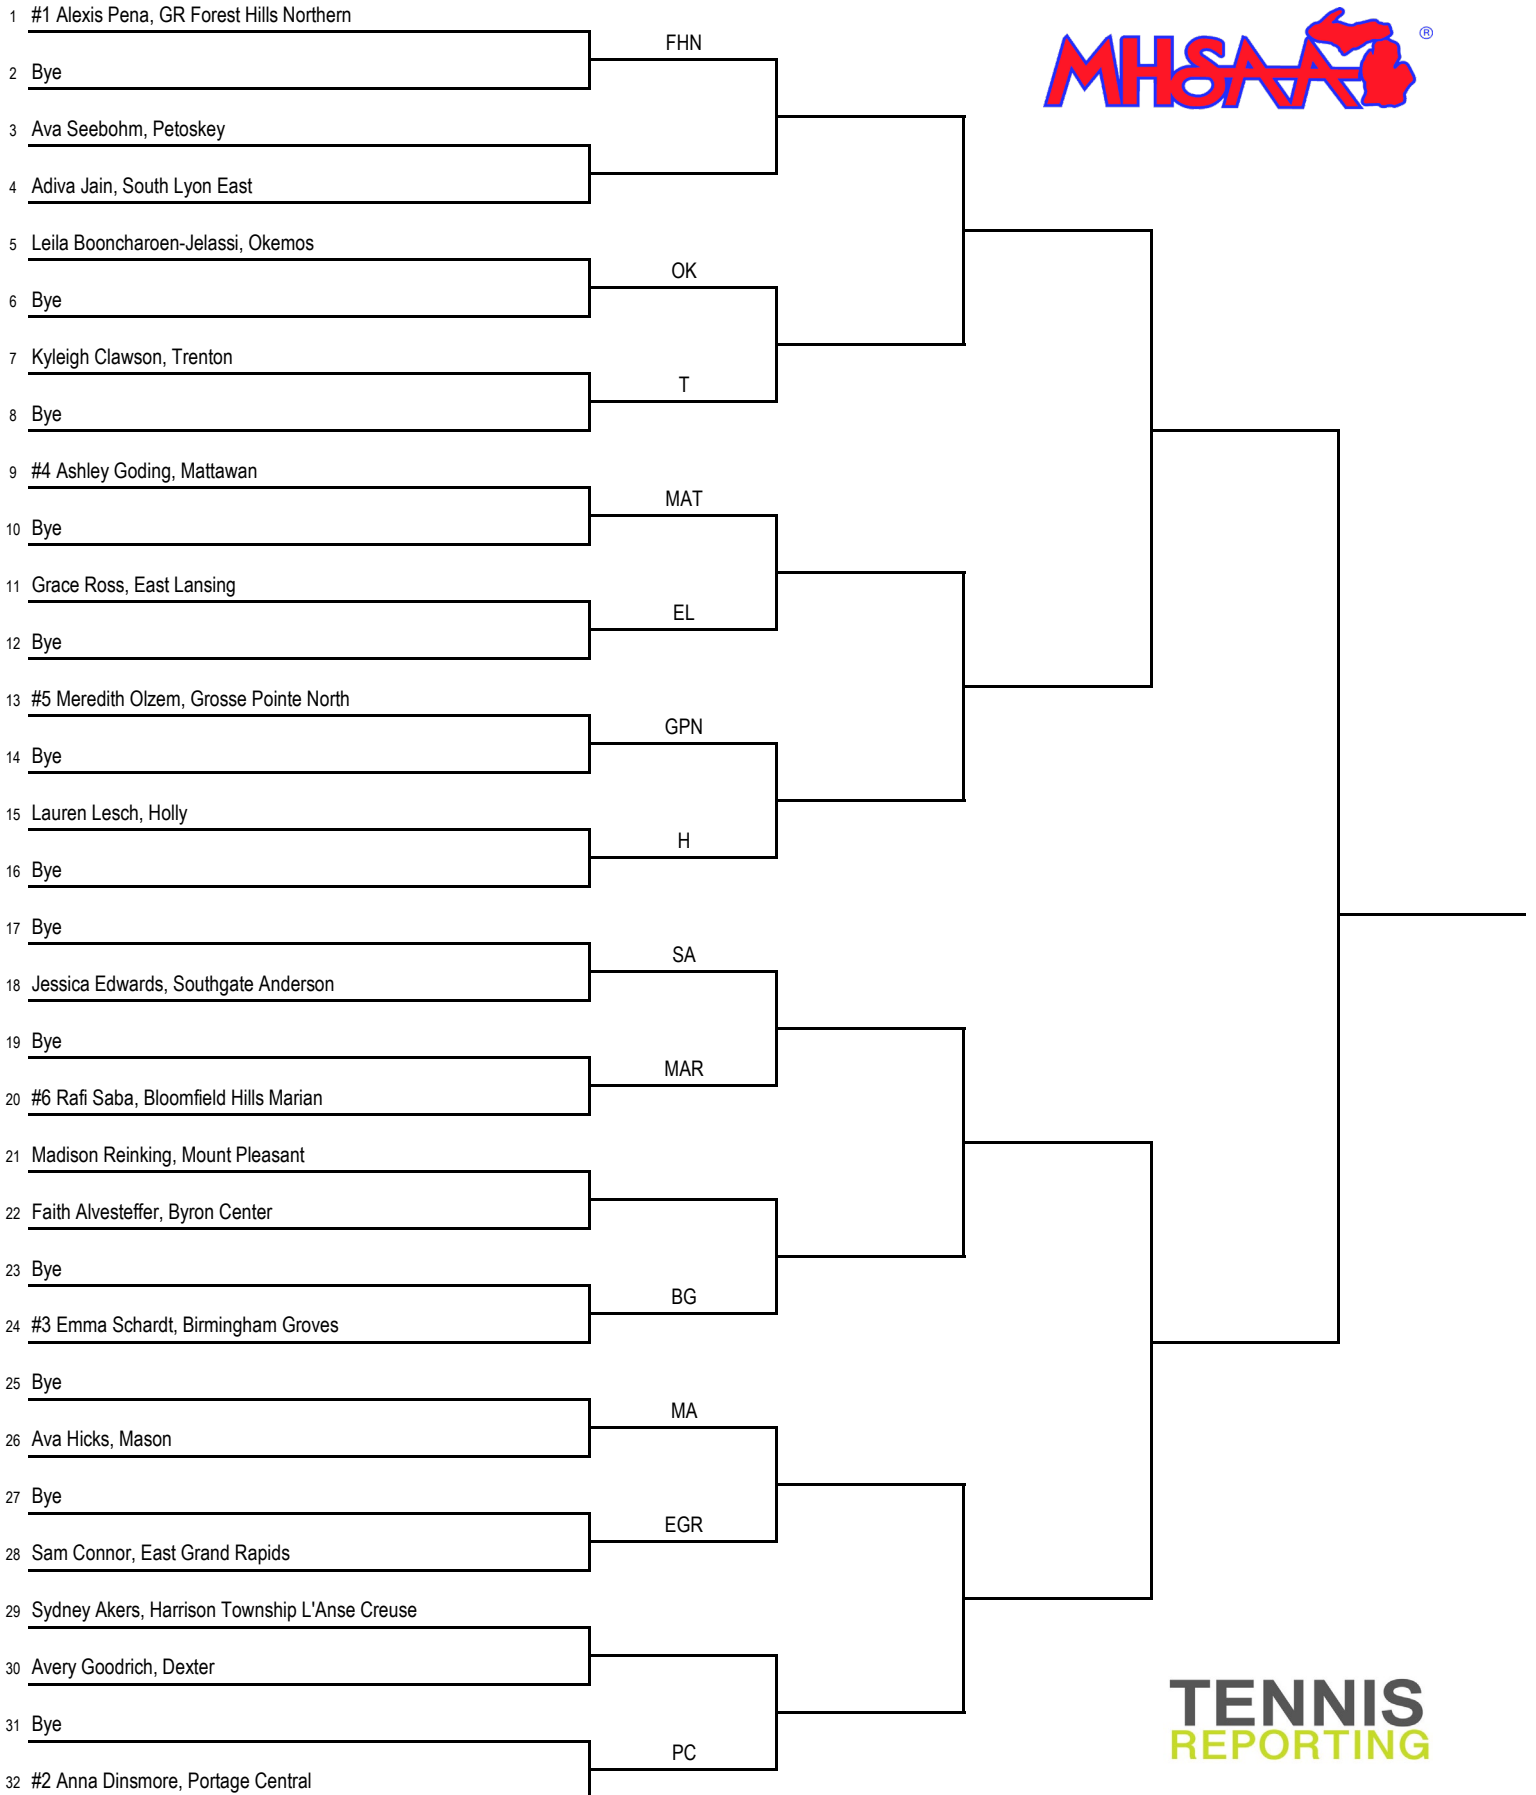 1 #1 Alexis Pena, GR Forest Hills Northern
FHN
MHSAA ®
2 Bye
3 Ava Seebohm, Petoskey
4 Adiva Jain, South Lyon East
5 Leila Booncharoen-Jelassi, Okemos
OK
6 Bye
7 Kyleigh Clawson, Trenton
T
8 Bye
9 #4 Ashley Goding, Mattawan
MAT
10 Bye
11 Grace Ross, East Lansing
EL
12 Bye
13 #5 Meredith Olzem, Grosse Pointe North
GPN
14 Bye
15 Lauren Lesch, Holly
H
16 Bye
17 Bye
SA
18 Jessica Edwards, Southgate Anderson
19 Bye
MAR
20 #6 Rafi Saba, Bloomfield Hills Marian
21 Madison Reinking, Mount Pleasant
22 Faith Alvesteffer, Byron Center
23 Bye
BG
24 #3 Emma Schardt, Birmingham Groves
25 Bye
MA
26 Ava Hicks, Mason
27 Bye
EGR
28 Sam Connor, East Grand Rapids
29 Sydney Akers, Harrison Township L'Anse Creuse
30 Avery Goodrich, Dexter
31 Bye
PC
32 #2 Anna Dinsmore, Portage Central
TENNIS
REPORTING